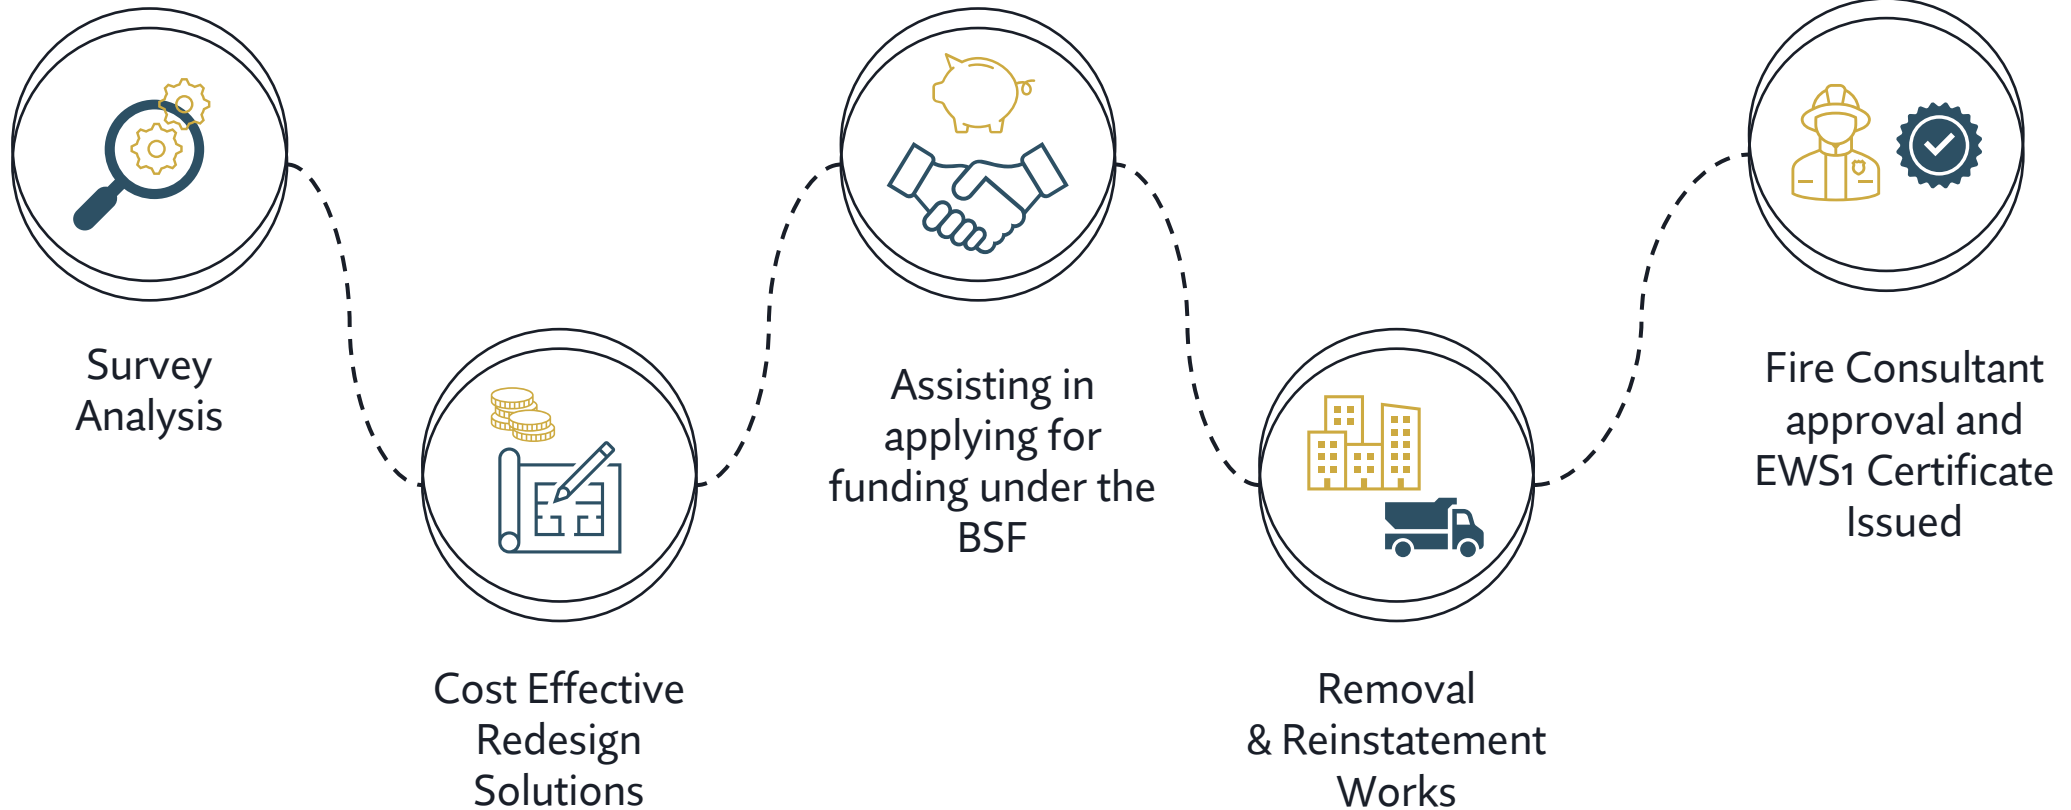 Survey
Analysis
Cost Effective
Redesign
Solutions
Assisting in
applying for
funding under the
BSF
Removal
& Reinstatement
Works
Fire Consultant
approval and
EWS1 Certificate
Issued